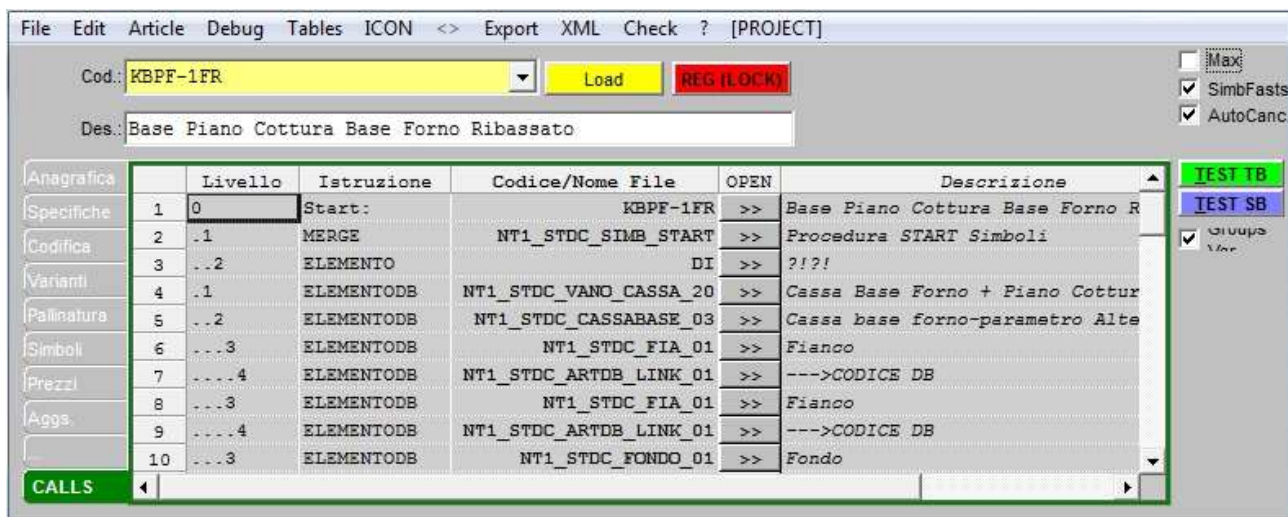 File Edit Article Debug Tables ICON <> Export XML Check ? [PROJECT]
Cod.: KBPF-1FR Load REG (LOCK) Max
SimbFasts
Des.: Base Piano Cottura Base Forno Ribassato AutoCanc.
Anagrafica Livello Istruzione Codice/Nome File OPEN Descrizione TEST TB
Specifiche 1 0 Start: KBPF-1FR >> Base Piano Cottura Base Forno R TEST SB
2 .1 MERGE NT1_STDC_SIMB_START >> Procedura START Simboli Groups
Codifica 3 ..2 ELEMENTO DI >> ?!?!
Varianti 4 .1 ELEMENTODB NT1_STDC_VANO_CASSA_20 >> Cassa Base Forno + Piano Cottur
Pallinatura 5 ..2 ELEMENTODB NT1_STDC_CASSABASE_03 >> Cassa base forno-parametro Alte
Simboli 6 ...3 ELEMENTODB NT1_STDC_FIA_01 >> Fianco
Prezzi 7 ....4 ELEMENTODB NT1_STDC_ARTDB_LINK_01 >> --->CODICE DB
8 ...3 ELEMENTODB NT1_STDC_FIA_01 >> Fianco
Aggs. 9 ....4 ELEMENTODB NT1_STDC_ARTDB_LINK_01 >> --->CODICE DB
... 10 ...3 ELEMENTODB NT1_STDC_FONDO_01 >> Fondo
CALLS